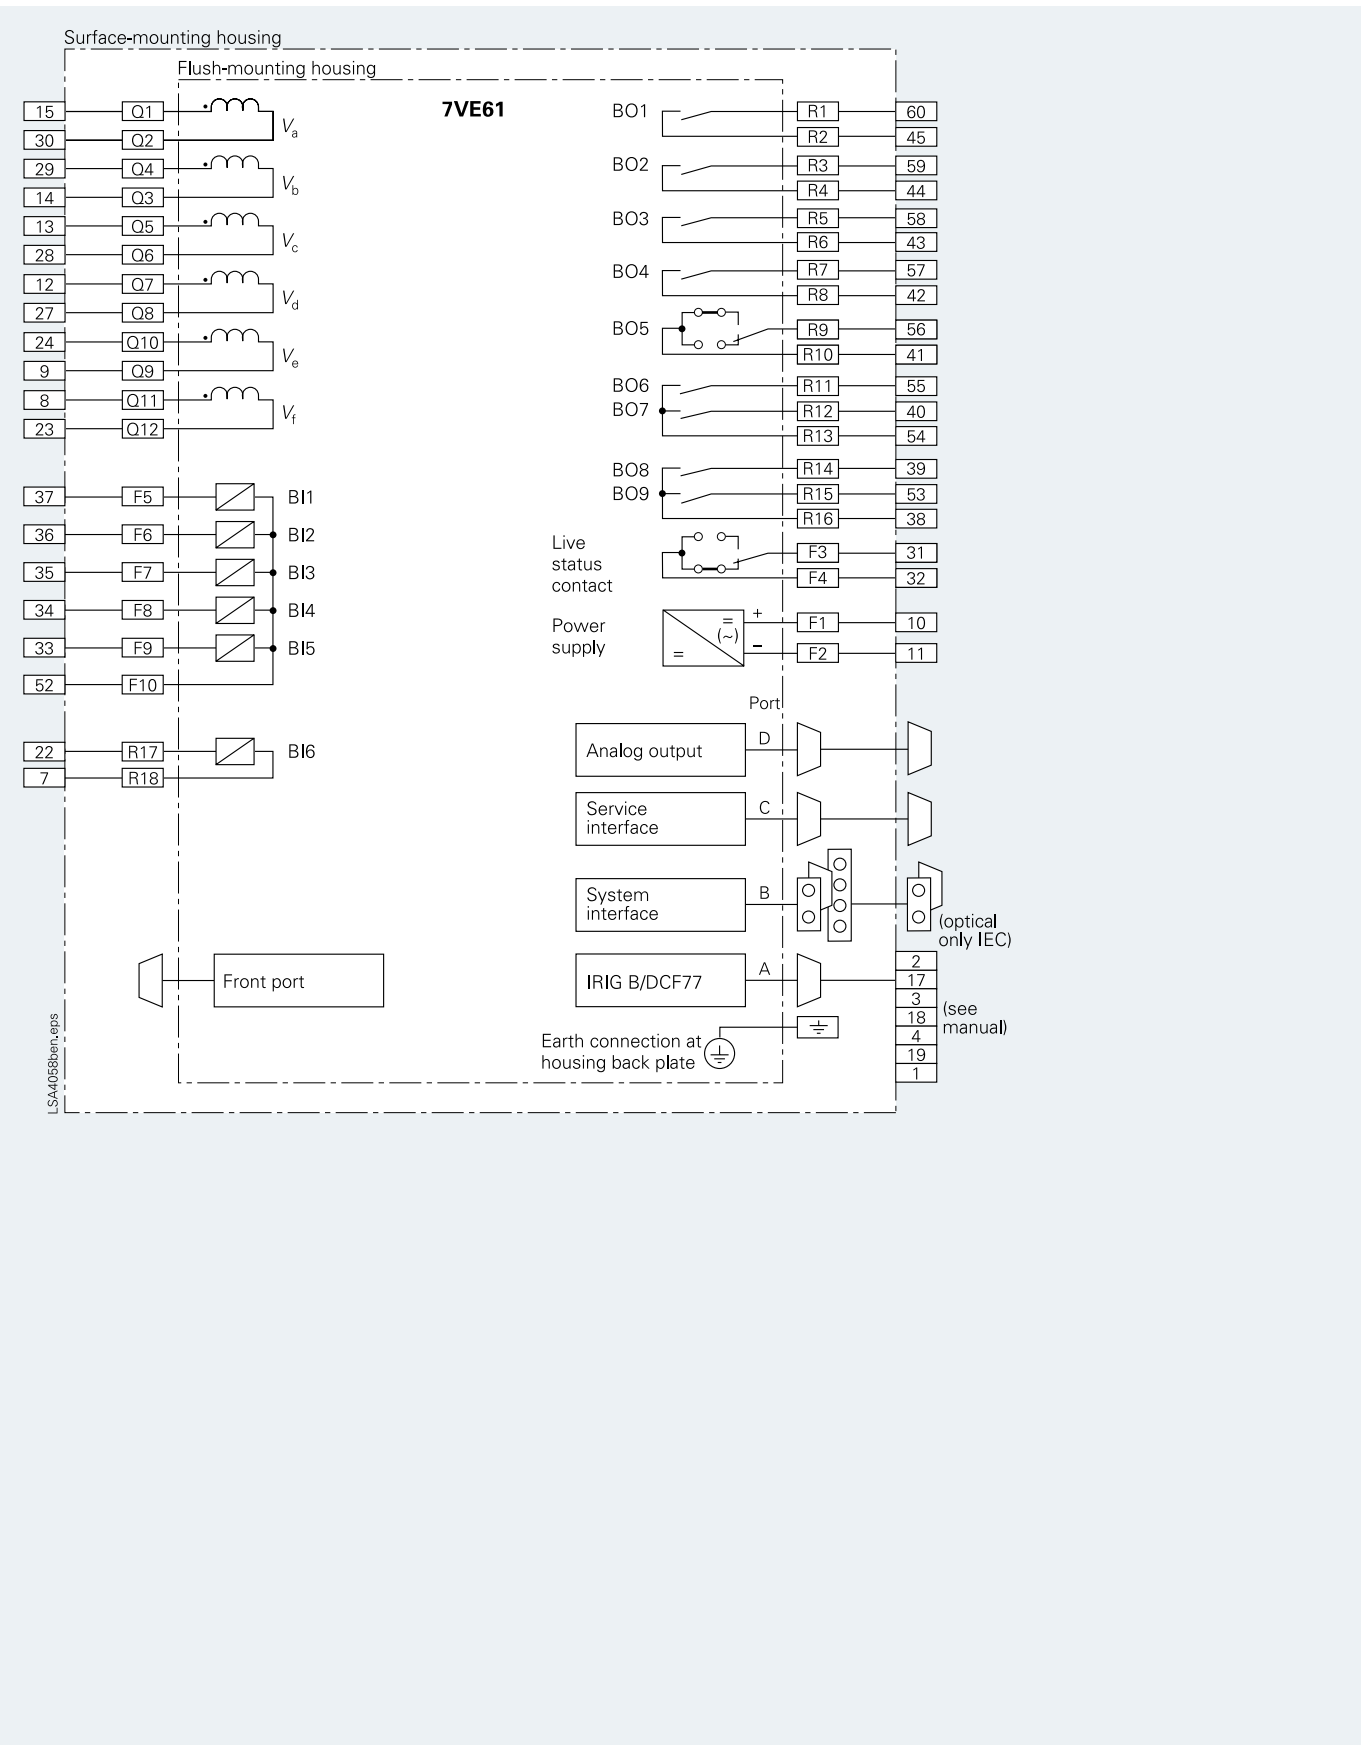 Surface-mounting housing
Flush-mounting housing
7VE61
15 Q1
30 Q2
Va
29 Q4
14 Q3
Vb
13 Q5
28 Q6
Vc
12 Q7
27 Q8
Vd
24 Q10
9 Q9
Ve
8 Q11
23 Q12
Vf
37 F5 BI1
36 F6 BI2
35 F7 BI3
34 F8 BI4
33 F9 BI5
52 F10
22 R17 BI6
7 R18
Front port
BO1 R1 60
R2 45
BO2 R3 59
R4 44
BO3 R5 58
R6 43
BO4 R7 57
R8 42
BO5 R9 56
R10 41
BO6 R11 55
BO7 R12 40
R13 54
BO8 R14 39
BO9 R15 53
R16 38
Live
status
contact
F3 31
F4 32
Power
supply
= (~) =
+ F1 10
– F2 11
Port
Analog output D
Service
interface
C
System
interface
B
(optical
only IEC)
IRIG B/DCF77 A
2
17
3
18
4
19
1
(see
manual)
Earth connection at
housing back plate
LSA4058ben.eps